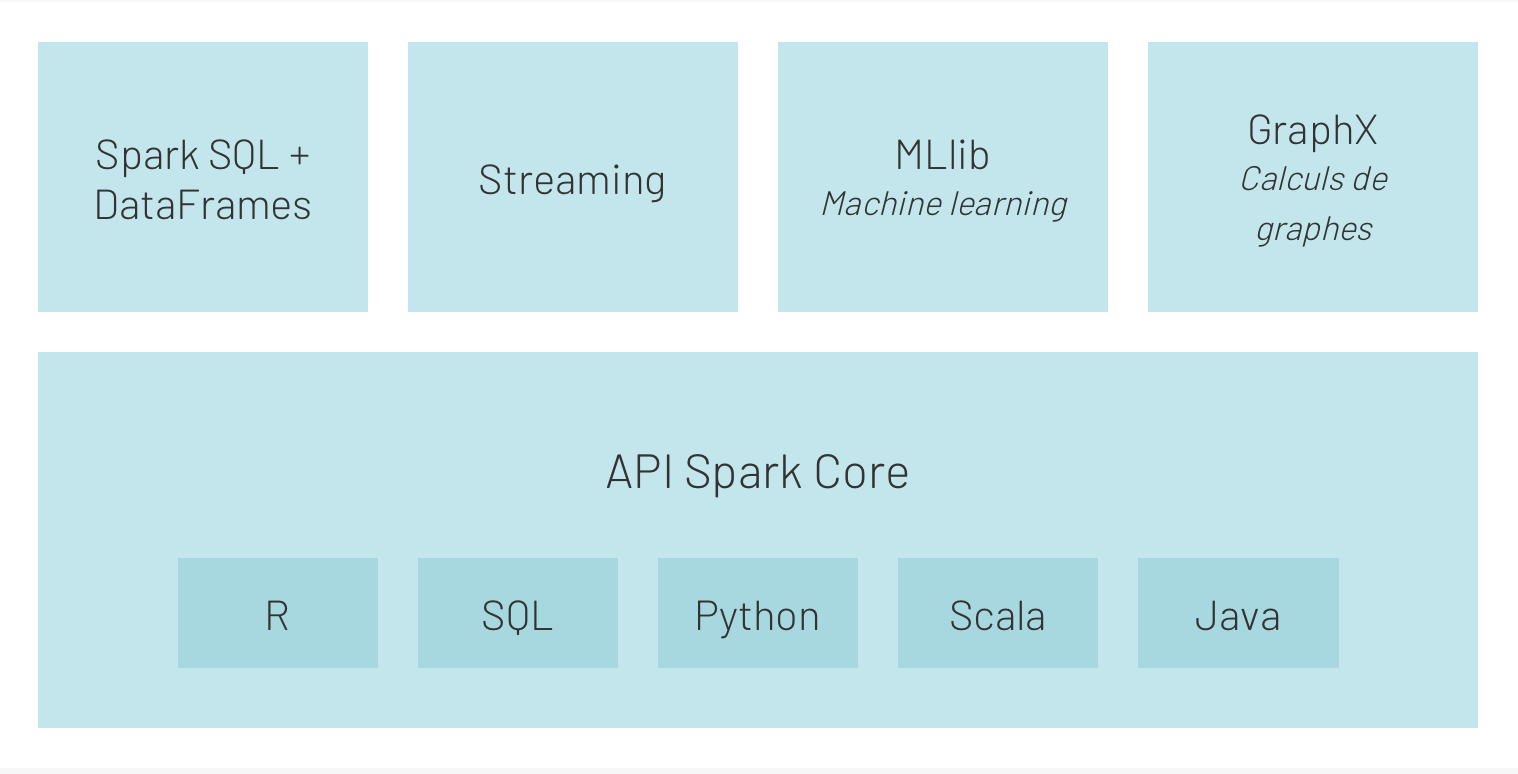 Spark SQL +
DataFrames
Streaming
MLlib
Machine learning
GraphX
Calculs de
graphes
API Spark Core
R
SQL
Python
Scala
Java